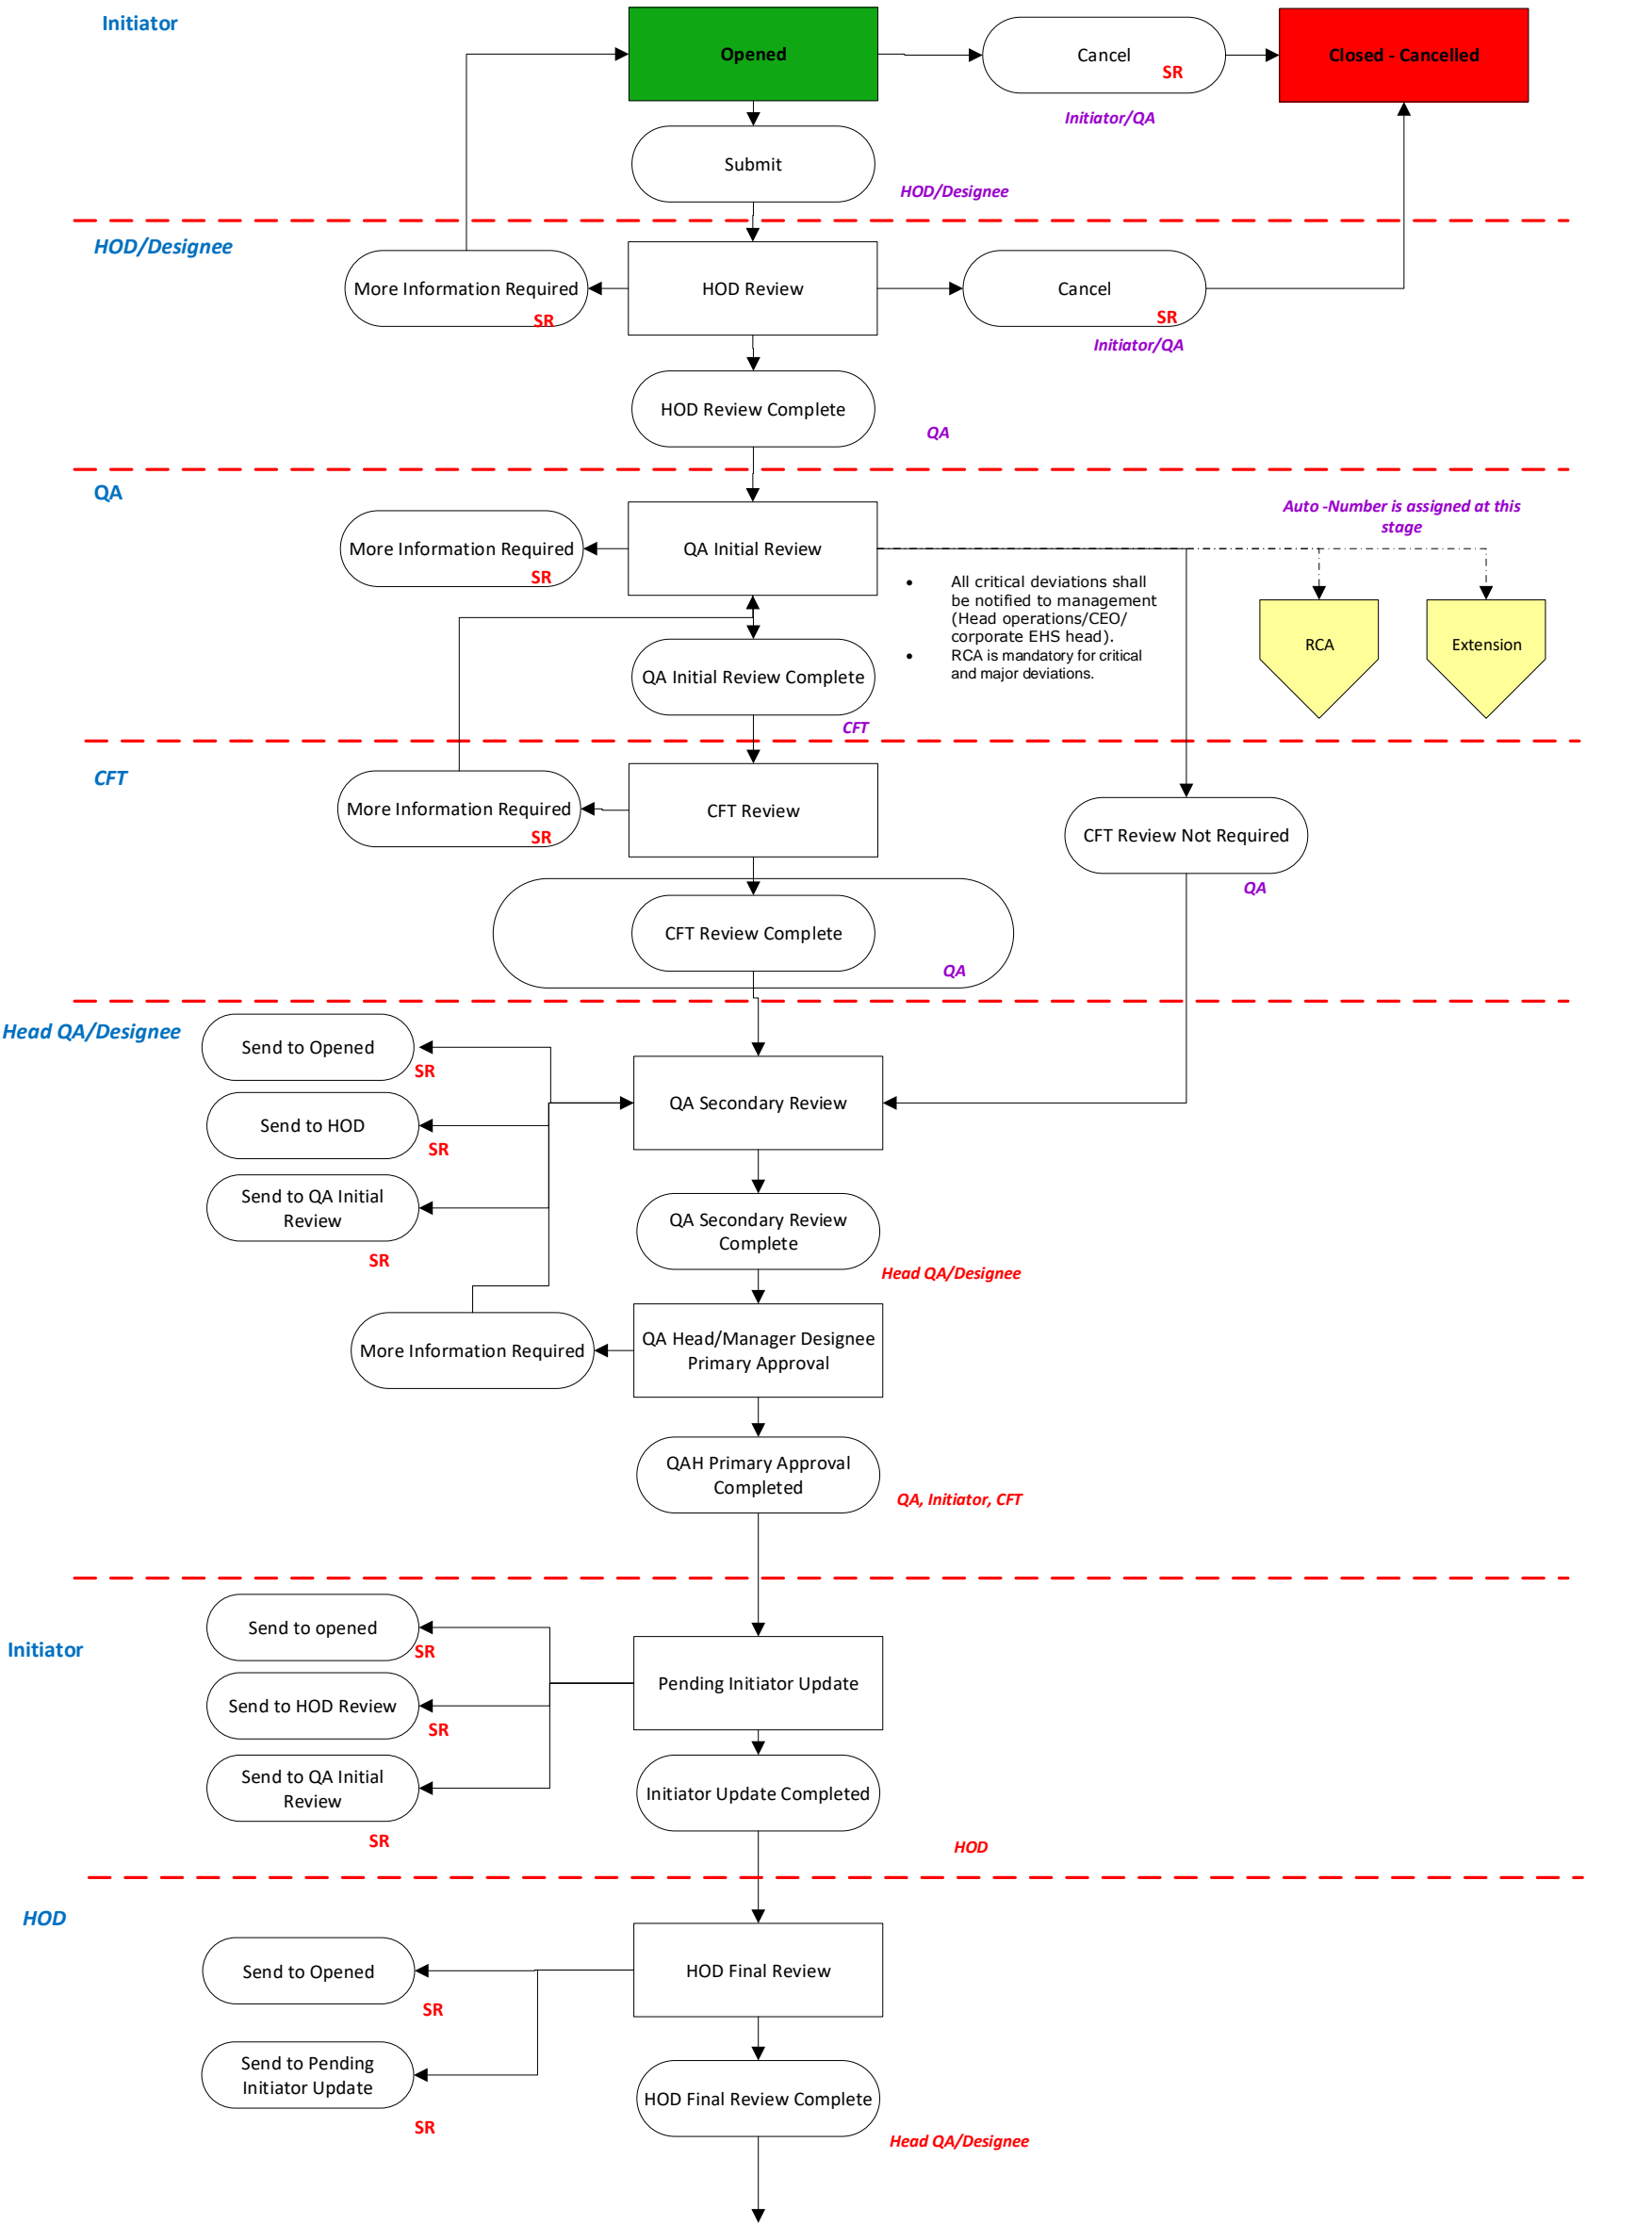 Initiator
Opened
Cancel
SR
Closed - Cancelled
Initiator/QA
Submit
HOD/Designee
HOD/Designee
More Information Required
SR
HOD Review
Cancel
SR
Initiator/QA
HOD Review Complete
QA
QA
Auto -Number is assigned at this
stage
More Information Required
SR
QA Initial Review
• All critical deviations shall
be notified to management
(Head operations/CEO/
corporate EHS head).
• RCA is mandatory for critical
and major deviations.
RCA
Extension
QA Initial Review Complete
CFT
CFT
More Information Required
SR
CFT Review
CFT Review Not Required
QA
CFT Review Complete
QA
Head QA/Designee
Send to Opened
SR
Send to HOD
SR
QA Secondary Review
Send to QA Initial
Review
SR
QA Secondary Review
Complete
Head QA/Designee
More Information Required
QA Head/Manager Designee
Primary Approval
QAH Primary Approval
Completed
QA, Initiator, CFT
Initiator
Send to opened
SR
Send to HOD Review
SR
Pending Initiator Update
Send to QA Initial
Review
SR
Initiator Update Completed
HOD
HOD
Send to Opened
SR
HOD Final Review
Send to Pending
Initiator Update
SR
HOD Final Review Complete
Head QA/Designee